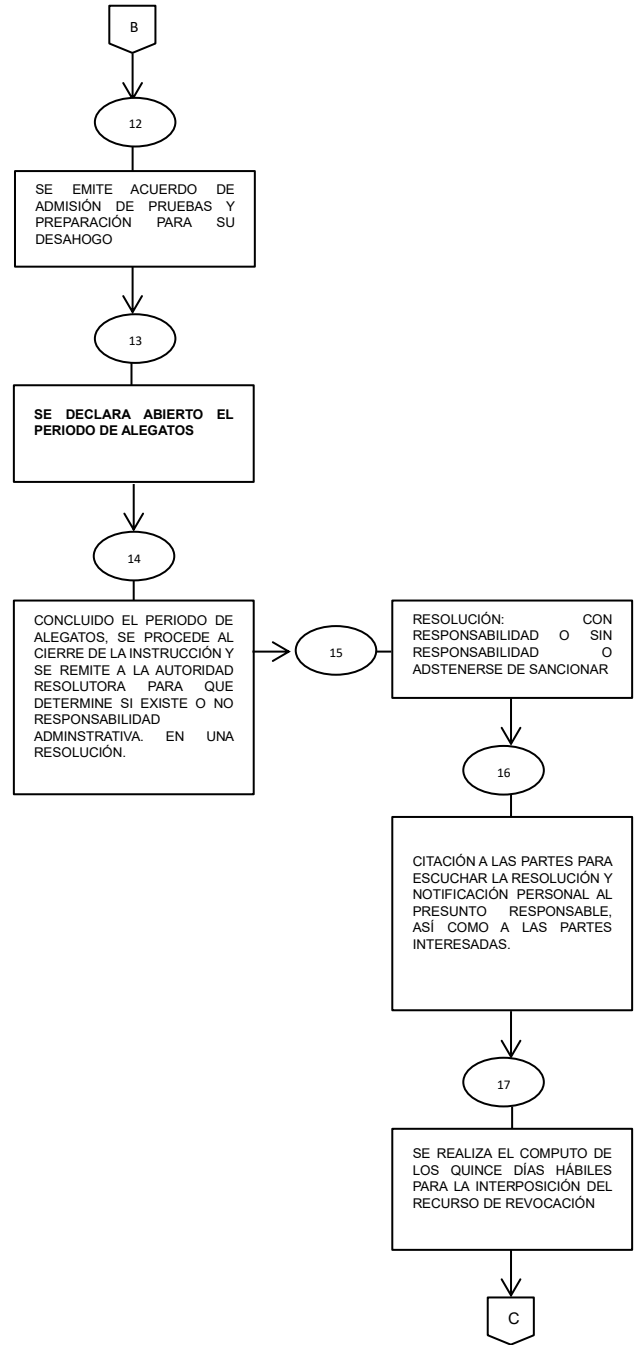 B
12
SE EMITE ACUERDO DE
ADMISIÓN DE PRUEBAS Y
PREPARACIÓN PARA SU
DESAHOGO
13
SE DECLARA ABIERTO EL
PERIODO DE ALEGATOS
14
CONCLUIDO EL PERIODO DE
ALEGATOS, SE PROCEDE AL
CIERRE DE LA INSTRUCCIÓN Y
SE REMITE A LA AUTORIDAD
RESOLUTORA PARA QUE
DETERMINE SI EXISTE O NO
RESPONSABILIDAD
ADMINSTRATIVA. EN UNA
RESOLUCIÓN.
15
RESOLUCIÓN: CON
RESPONSABILIDAD O SIN
RESPONSABILIDAD O
ADSTENERSE DE SANCIONAR
16
CITACIÓN A LAS PARTES PARA
ESCUCHAR LA RESOLUCIÓN Y
NOTIFICACIÓN PERSONAL AL
PRESUNTO RESPONSABLE,
ASÍ COMO A LAS PARTES
INTERESADAS.
17
SE REALIZA EL COMPUTO DE
LOS QUINCE DÍAS HÁBILES
PARA LA INTERPOSICIÓN DEL
RECURSO DE REVOCACIÓN
C